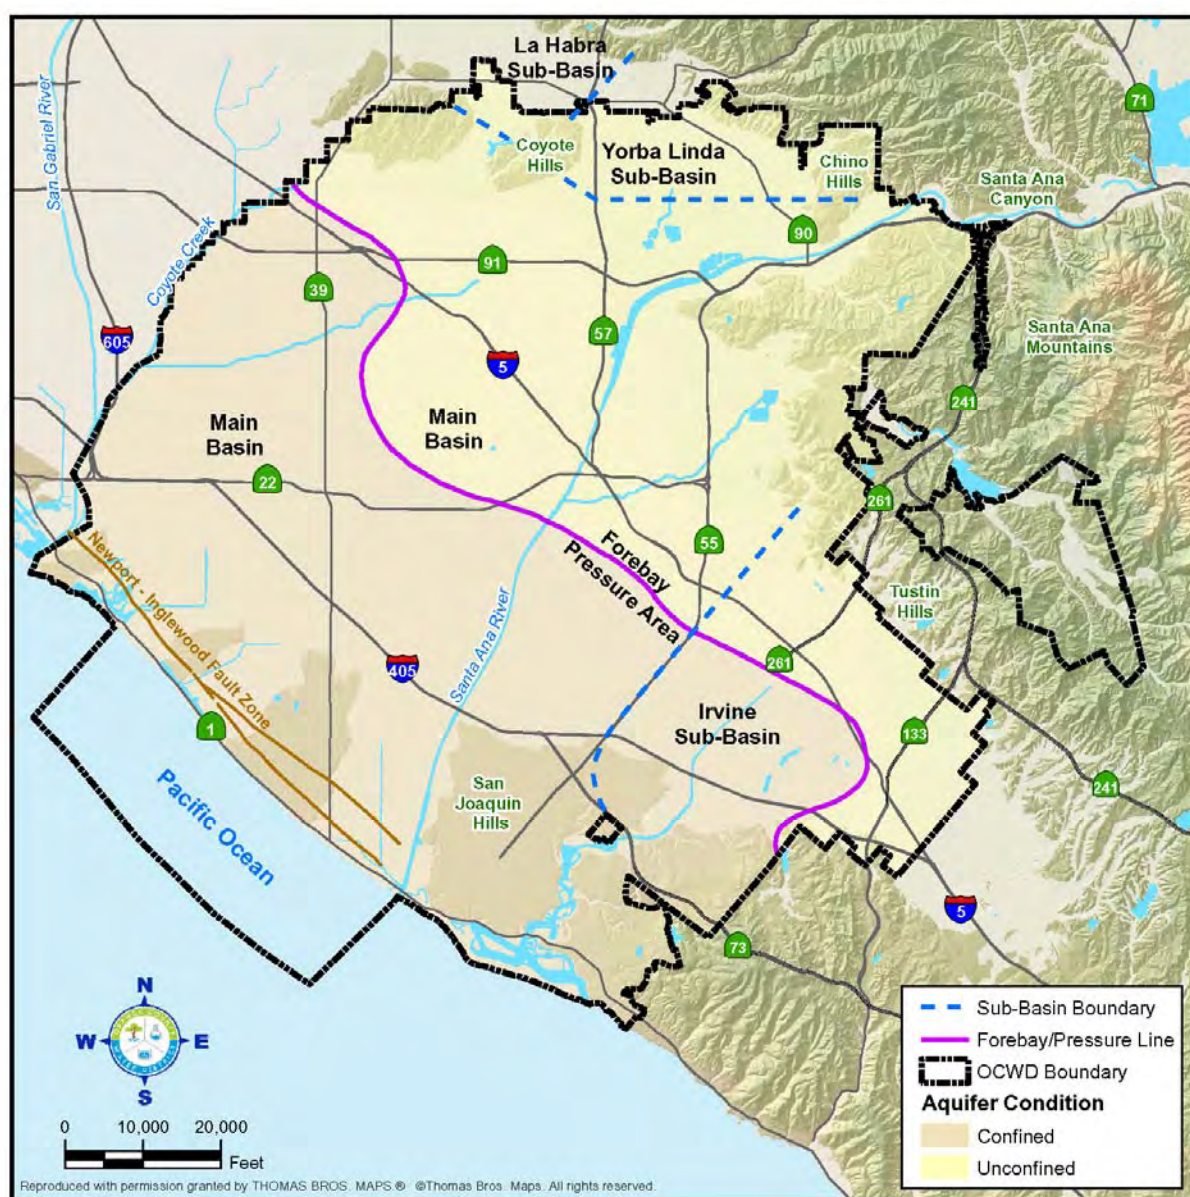 La Habra
Sub-Basin
71
San Gabriel River
Coyote
Hills
Yorba Linda
Sub-Basin
Chino
Hills
Santa Ana
Canyon
Coyote Creek
90
91
39
605
57
5
Santa Ana
Mountains
241
Main
Basin
Main
Basin
22
261
55
Forebay
Pressure Area
Newport - Inglewood Fault Zone
Tustin
Hills
Santa Ana River
405
261
Irvine
Sub-Basin
1
133
241
San
Joaquin
Hills
Pacific Ocean
5
73
N
W
E
S
0
10,000
20,000
Feet
Sub-Basin Boundary
Forebay/Pressure Line
OCWD Boundary
Aquifer Condition
Confined
Unconfined
Reproduced with permission granted by THOMAS BROS. MAPS ® ©Thomas Bros. Maps. All rights reserved.